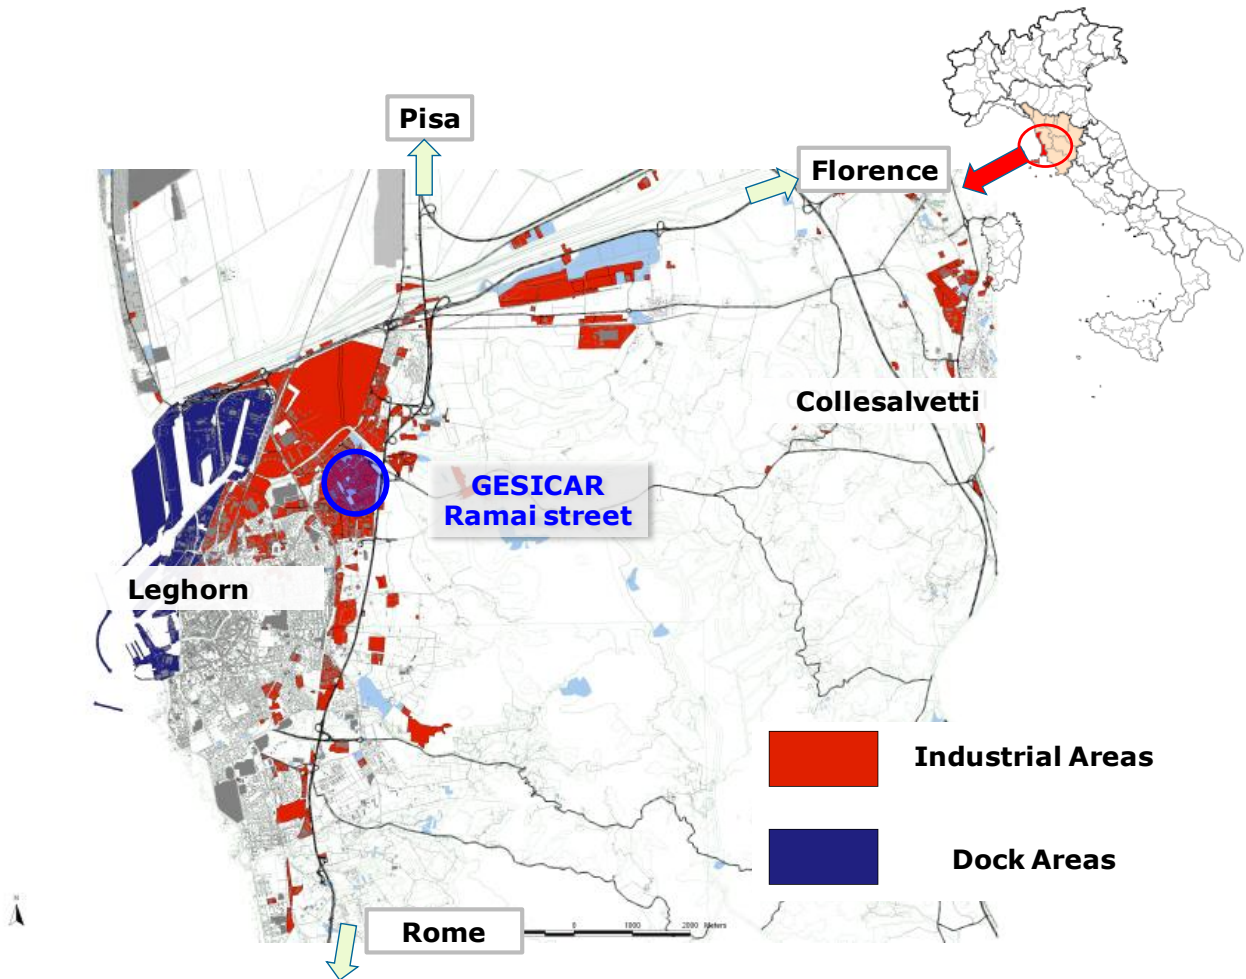 Pisa
Florence
Collesalvetti
GESICAR
Ramai street
Leghorn
Industrial Areas
Dock Areas
Rome
0 1000 2000 Meters
N